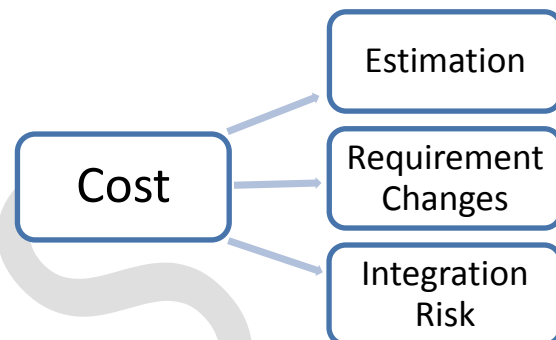 Estimation
Cost
Requirement
Changes
Integration
Risk